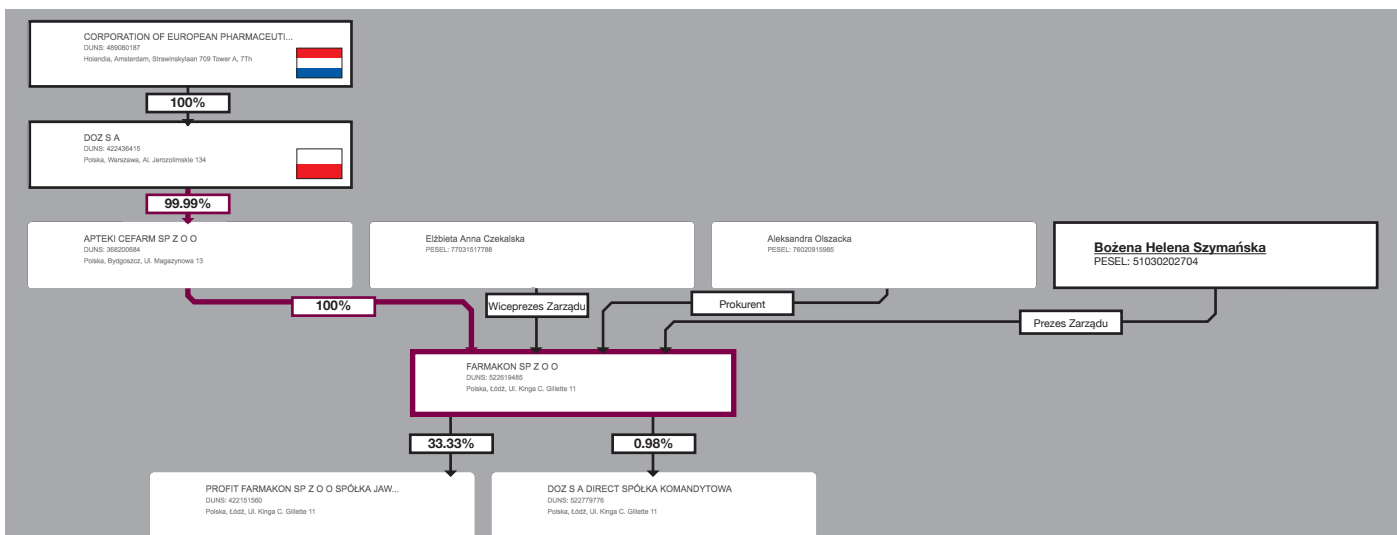 CORPORATION OF EUROPEAN PHARMACEUTI...
DUNS: 489080187
Holandia, Amsterdam, Strawinskylaan 709 Tower A, 7Th
100%
DOZ S A
DUNS: 422436415
Polska, Warszawa, Al. Jerozolimskie 134
99.99%
APTEKI CEFARM SP Z O O
DUNS: 368200684
Polska, Bydgoszcz, Ul. Magazynowa 13
Elżbieta Anna Czekalska
PESEL: 77031517788
Aleksandra Olszacka
PESEL: 76020915985
Bożena Helena Szymańska
PESEL: 51030202704
100%
Wiceprezes Zarządu
Prokurent
Prezes Zarządu
FARMAKON SP Z O O
DUNS: 522619485
Polska, Łódź, Ul. Kinga C. Gillette 11
33.33%
0.98%
PROFIT FARMAKON SP Z O O SPÓŁKA JAW...
DUNS: 422151560
Polska, Łódź, Ul. Kinga C. Gillette 11
DOZ S A DIRECT SPÓŁKA KOMANDYTOWA
DUNS: 522779776
Polska, Łódź, Ul. Kinga C. Gillette 11